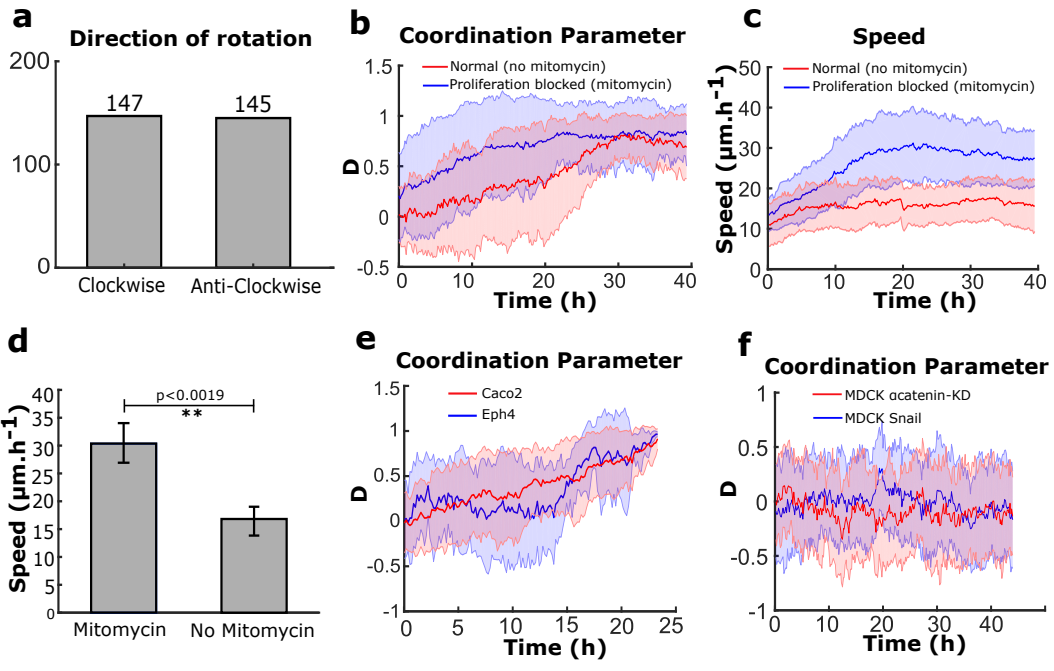 a
Direction of rotation
200
100
0
147
145
Clockwise
Anti-Clockwise
b
Coordination Parameter
Normal (no mitomycin)
Proliferation blocked (mitomycin)
D
1.5
1
0.5
0
-0.5
0
10
20
30
40
Time (h)
c
Speed
Normal (no mitomycin)
Proliferation blocked (mitomycin)
Speed (μm.h-1)
50
40
30
20
10
0
0
10
20
30
40
Time (h)
d
p<0.0019
**
Speed (μm.h-1)
40
35
30
25
20
15
10
5
0
Mitomycin
No Mitomycin
e
Coordination Parameter
Caco2
Eph4
D
1.5
1
0.5
0
-0.5
-1
0
5
10
15
20
25
Time (h)
f
Coordination Parameter
MDCK αcatenin-KD
MDCK Snail
D
1
0.5
0
-0.5
-1
0
10
20
30
40
Time (h)